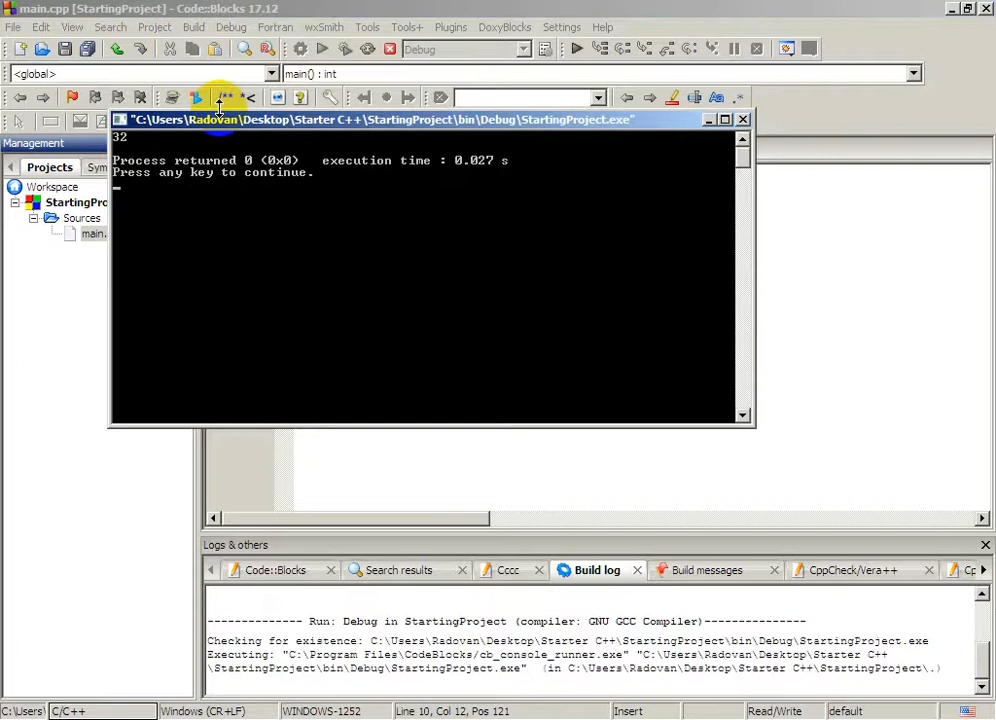 main.cpp [StartingProject] - Code::Blocks 17.12
File Edit View Search Project Build Debug Fortran wxSmith Tools Tools+ Plugins DoxyBlocks Settings Help
Debug
<global> main() : int
/** *<
"C:\Users\Radovan\Desktop\Starter C++\StartingProject\bin\Debug\StartingProject.exe"
32
Process returned 0 (0x0) execution time : 0.027 s
Press any key to continue.
Management
Projects Sym
Workspace
StartingPro
Sources
main.
Logs & others
Code::Blocks Search results Cccc Build log Build messages CppCheck/Vera++ Cp
-------------- Run: Debug in StartingProject (compiler: GNU GCC Compiler)---------------
Checking for existence: C:\Users\Radovan\Desktop\Starter C++\StartingProject\bin\Debug\StartingProject.exe
Executing: "C:\Program Files\CodeBlocks/cb_console_runner.exe" "C:\Users\Radovan\Desktop\Starter C++
\StartingProject\bin\Debug\StartingProject.exe" (in C:\Users\Radovan\Desktop\Starter C++\StartingProject\.)
C:\Users\ C/C++ Windows (CR+LF) WINDOWS-1252 Line 10, Col 12, Pos 121 Insert Read/Write default